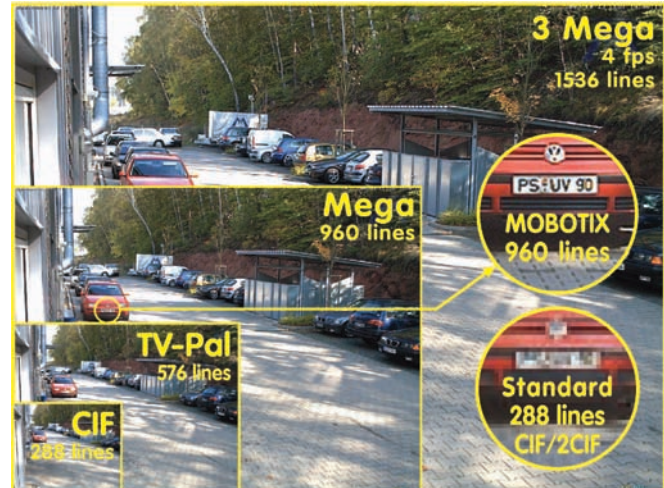 3 Mega
4 fps
1536 lines
Mega
960 lines
PS UV 90
MOBOTIX
960 lines
TV-Pal
576 lines
Standard
288 lines
CIF/2CIF
CIF
288 lines